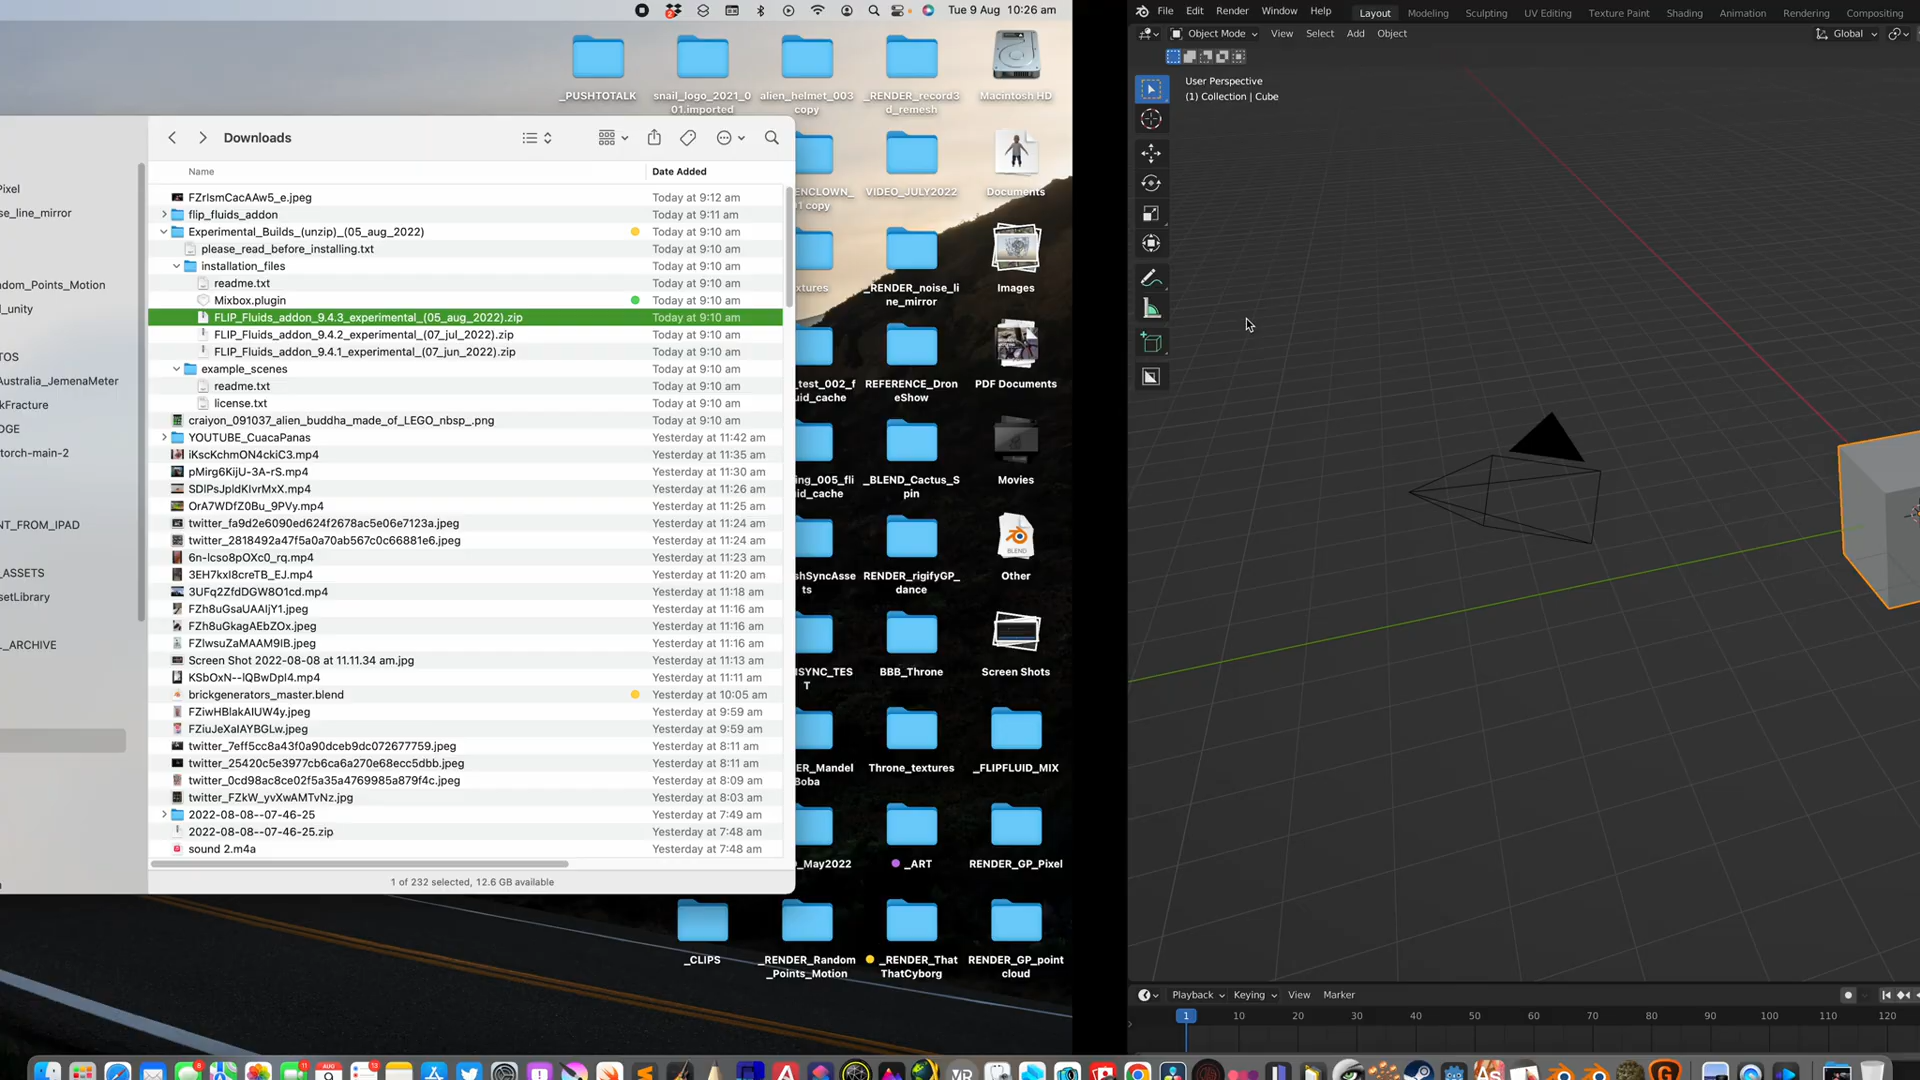 Tue 9 Aug 10:26 am
_PUSHTOTALK
snail_logo_2021_0
01.imported
alien_helmet_003
copy
_RENDER_record3
d_remesh
Macintosh HD
Downloads
Name
Date Added
FZrIsmCacAAw5_e.jpeg
Today at 9:12 am
flip_fluids_addon
Today at 9:11 am
Experimental_Builds_(unzip)_(05_aug_2022)
Today at 9:10 am
please_read_before_installing.txt
Today at 9:10 am
installation_files
Today at 9:10 am
readme.txt
Today at 9:10 am
Mixbox.plugin
Today at 9:10 am
FLIP_Fluids_addon_9.4.3_experimental_(05_aug_2022).zip
Today at 9:10 am
FLIP_Fluids_addon_9.4.2_experimental_(07_jul_2022).zip
Today at 9:10 am
FLIP_Fluids_addon_9.4.1_experimental_(07_jun_2022).zip
Today at 9:10 am
example_scenes
Today at 9:10 am
readme.txt
Today at 9:10 am
license.txt
Today at 9:10 am
craiyon_091037_alien_buddha_made_of_LEGO_nbsp_.png
Today at 9:10 am
YOUTUBE_CuacaPanas
Yesterday at 11:42 am
iKscKchmON4ckiC3.mp4
Yesterday at 11:35 am
pMirg6KijU-3A-rS.mp4
Yesterday at 11:30 am
SDlPsJpldKIvrMxX.mp4
Yesterday at 11:26 am
OrA7WDfZ0Bu_9PVy.mp4
Yesterday at 11:25 am
twitter_fa9d2e6090ed624f2678ac5e06e7123a.jpeg
Yesterday at 11:24 am
twitter_2818492a47f5a0a70ab567c0c66881e6.jpeg
Yesterday at 11:24 am
6n-lcso8pOXc0_rq.mp4
Yesterday at 11:23 am
3EH7kxl8creTB_EJ.mp4
Yesterday at 11:20 am
3UFq2ZfdDGW8O1cd.mp4
Yesterday at 11:18 am
FZh8uGsaUAAIjY1.jpeg
Yesterday at 11:16 am
FZh8uGkagAEbZOx.jpeg
Yesterday at 11:16 am
FZIwsuZaMAAM9IB.jpeg
Yesterday at 11:16 am
Screen Shot 2022-08-08 at 11.11.34 am.jpg
Yesterday at 11:13 am
KSbOxN--IQBwDpI4.mp4
Yesterday at 11:11 am
brickgenerators_master.blend
Yesterday at 10:05 am
FZiwHBlakAIUW4y.jpeg
Yesterday at 9:59 am
FZiuJeXaIAYBGLw.jpeg
Yesterday at 9:59 am
twitter_7eff5cc8a43f0a90dceb9dc072677759.jpeg
Yesterday at 8:11 am
twitter_25420c5e3977cb6ca6a270e68ecc5dbb.jpeg
Yesterday at 8:11 am
twitter_0cd98ac8ce02f5a35a4769985a879f4c.jpeg
Yesterday at 8:09 am
twitter_FZkW_yvXwAMTvNz.jpg
Yesterday at 8:03 am
2022-08-08--07-46-25
Yesterday at 7:49 am
2022-08-08--07-46-25.zip
Yesterday at 7:48 am
sound 2.m4a
Yesterday at 7:48 am
1 of 232 selected, 12.6 GB available
Pixel
se_line_mirror
dom_Points_Motion
l_unity
TOS
Australia_JemenaMeter
kFracture
DGE
torch-main-2
NT_FROM_IPAD
_ASSETS
setLibrary
L_ARCHIVE
ENCLOWN_
01 copy
VIDEO_JULY2022
Documents
xtures
_RENDER_noise_li
ne_mirror
Images
_test_002_f
uid_cache
REFERENCE_Dron
eShow
PDF Documents
ing_005_fl
id_cache
_BLEND_Cactus_S
pin
Movies
BLEND
shSyncAsse
ts
RENDER_rigifyGP_
dance
Other
ISYNC_TES
T
BBB_Throne
Screen Shots
ER_Mandel
Boba
Throne_textures
_FLIPFLUID_MIX
_May2022
_ART
RENDER_GP_Pixel
_CLIPS
_RENDER_Random
_Points_Motion
_RENDER_That
ThatCyborg
RENDER_GP_point
cloud
File Edit Render Window Help
Layout Modeling Sculpting UV Editing Texture Paint Shading Animation Rendering Compositing
Object Mode View Select Add Object
Global
User Perspective
(1) Collection | Cube
Playback Keying View Marker
1 10 20 30 40 50 60 70 80 90 100 110 120